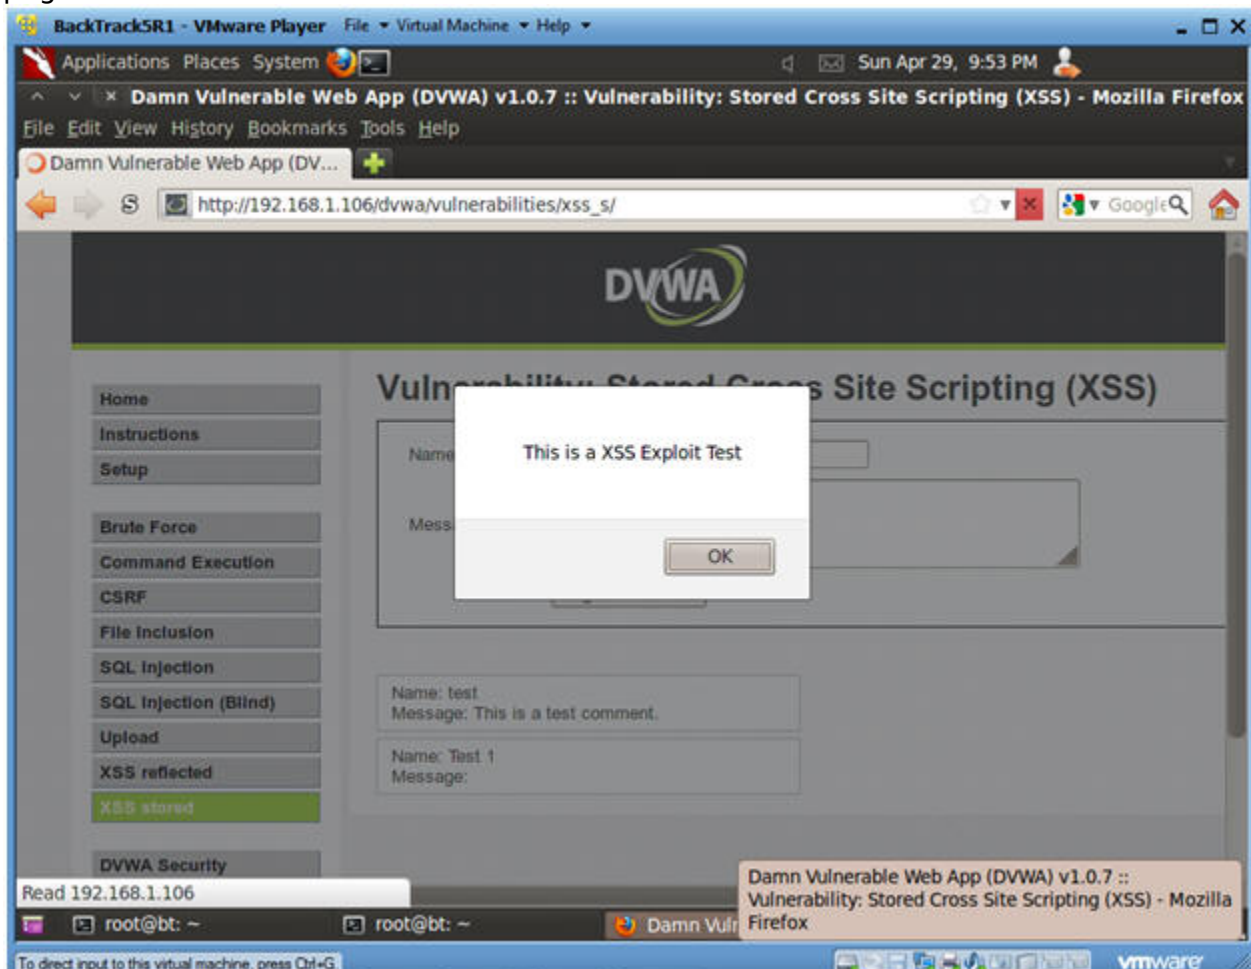 BackTrack5R1 - VMware Player File Virtual Machine Help
Applications Places System Sun Apr 29, 9:53 PM
Damn Vulnerable Web App (DVWA) v1.0.7 :: Vulnerability: Stored Cross Site Scripting (XSS) - Mozilla Firefox
File Edit View History Bookmarks Tools Help
Damn Vulnerable Web App (DV...
http://192.168.1.106/dvwa/vulnerabilities/xss_s/ Google
DVWA
Vulnerability: Stored Cross Site Scripting (XSS)
Home
Instructions
Setup
Brute Force
Command Execution
CSRF
File Inclusion
SQL Injection
SQL Injection (Blind)
Upload
XSS reflected
XSS stored
DVWA Security
Name
Mess
This is a XSS Exploit Test
OK
Name: test
Message: This is a test comment.
Name: Test 1
Message:
Read 192.168.1.106
Damn Vulnerable Web App (DVWA) v1.0.7 ::
Vulnerability: Stored Cross Site Scripting (XSS) - Mozilla
Firefox
root@bt: ~ root@bt: ~ Damn Vuln
To direct input to this virtual machine, press Ctrl+G. vmware